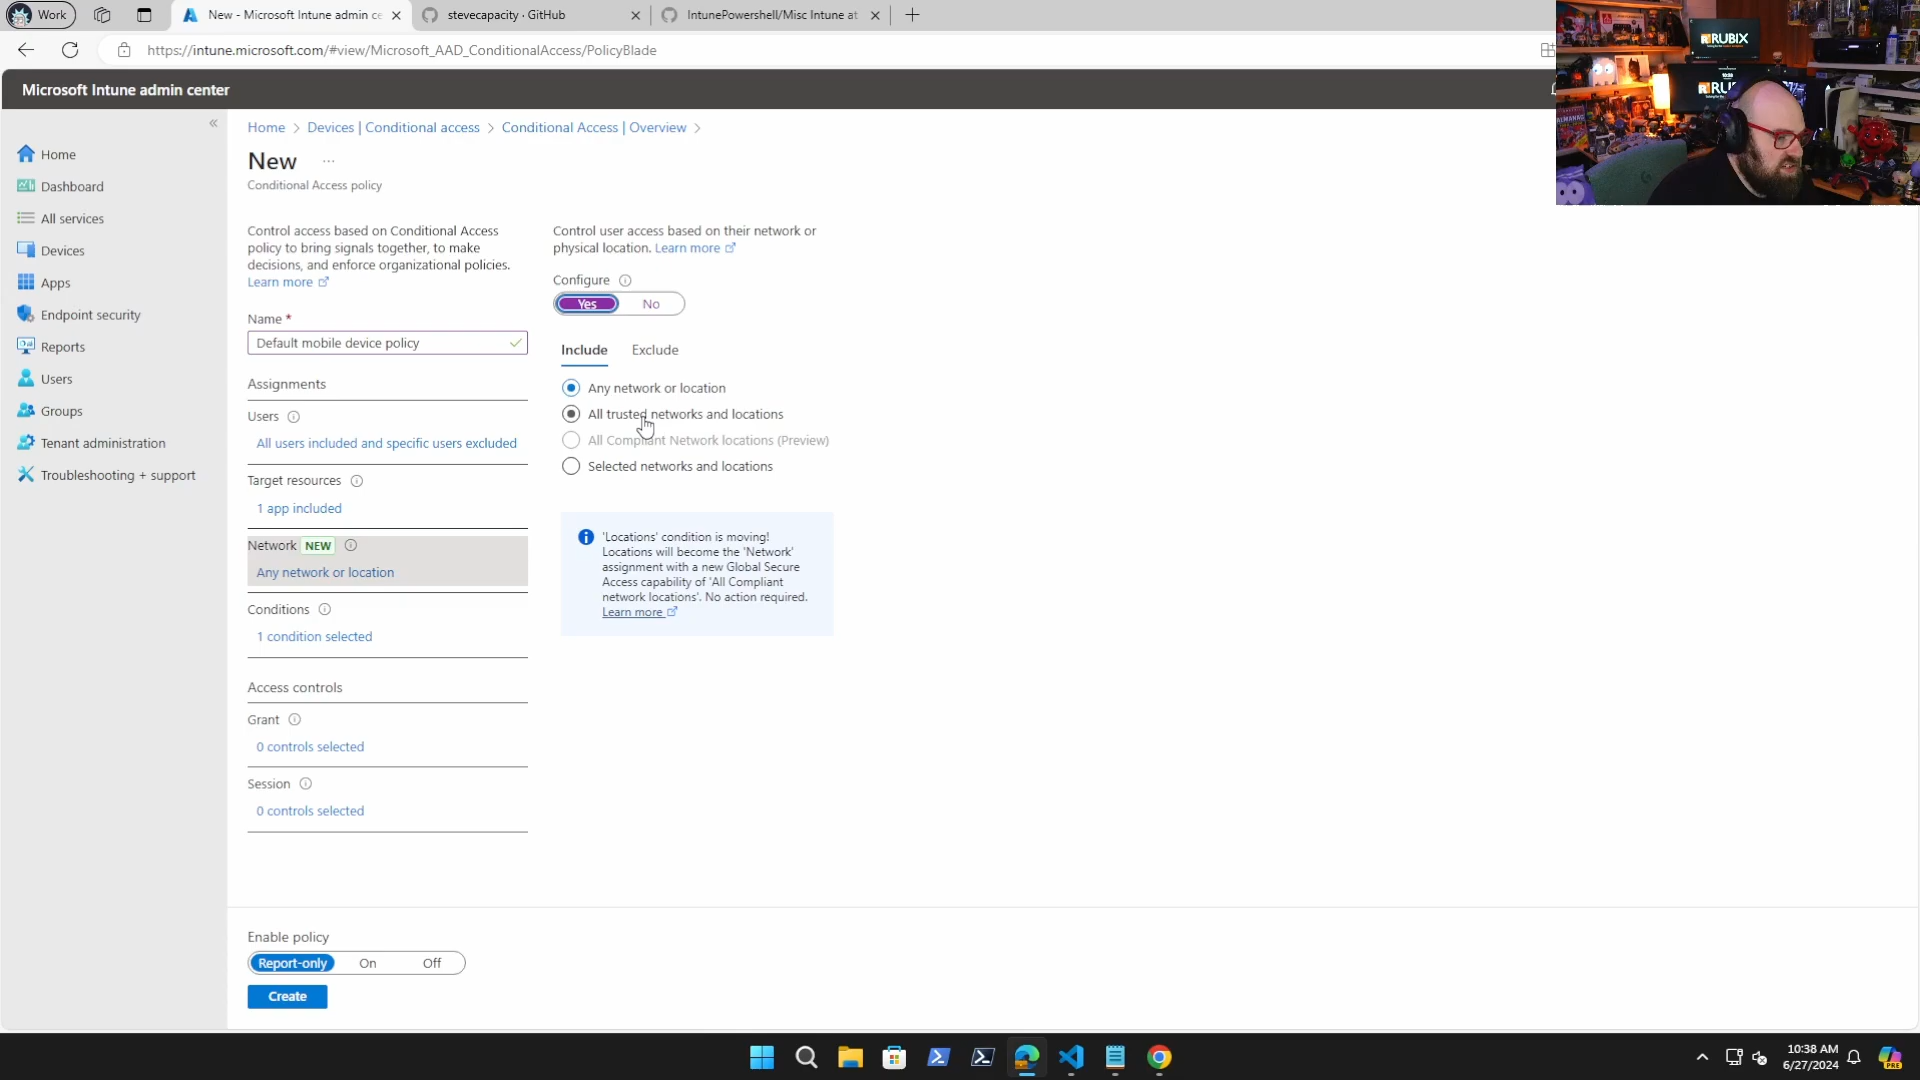 Work
New - Microsoft Intune admin ce
stevecapacity · GitHub
IntunePowershell/Misc Intune at
https://intune.microsoft.com/#view/Microsoft_AAD_ConditionalAccess/PolicyBlade
Microsoft Intune admin center
Home
Dashboard
All services
Devices
Apps
Endpoint security
Reports
Users
Groups
Tenant administration
Troubleshooting + support
Home > Devices | Conditional access > Conditional Access | Overview >
New ...
Conditional Access policy
Control access based on Conditional Access
policy to bring signals together, to make
decisions, and enforce organizational policies.
Learn more
Name *
Default mobile device policy
Assignments
Users
All users included and specific users excluded
Target resources
1 app included
Network NEW
Any network or location
Conditions
1 condition selected
Access controls
Grant
0 controls selected
Session
0 controls selected
Control user access based on their network or
physical location. Learn more
Configure
Yes No
Include Exclude
Any network or location
All trusted networks and locations
All Compliant Network locations (Preview)
Selected networks and locations
'Locations' condition is moving!
Locations will become the 'Network'
assignment with a new Global Secure
Access capability of 'All Compliant
network locations'. No action required.
Learn more
Enable policy
Report-only On Off
Create
RUBIX
10:38 AM
6/27/2024
PRE